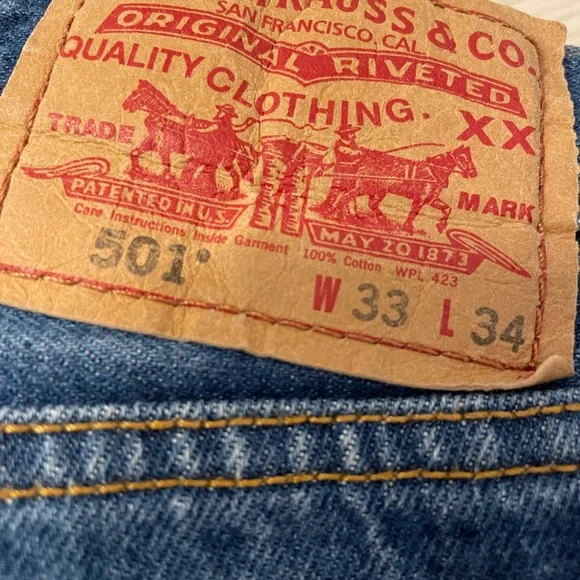 STRAUSS & CO.
SAN FRANCISCO, CAL.
ORIGINAL RIVETED
QUALITY CLOTHING.
XX
TRADE MARK
PATENTED IN U.S. MAY 20 1873
Care Instructions Inside Garment 100% Cotton WPL 423
501® W 33 L 34